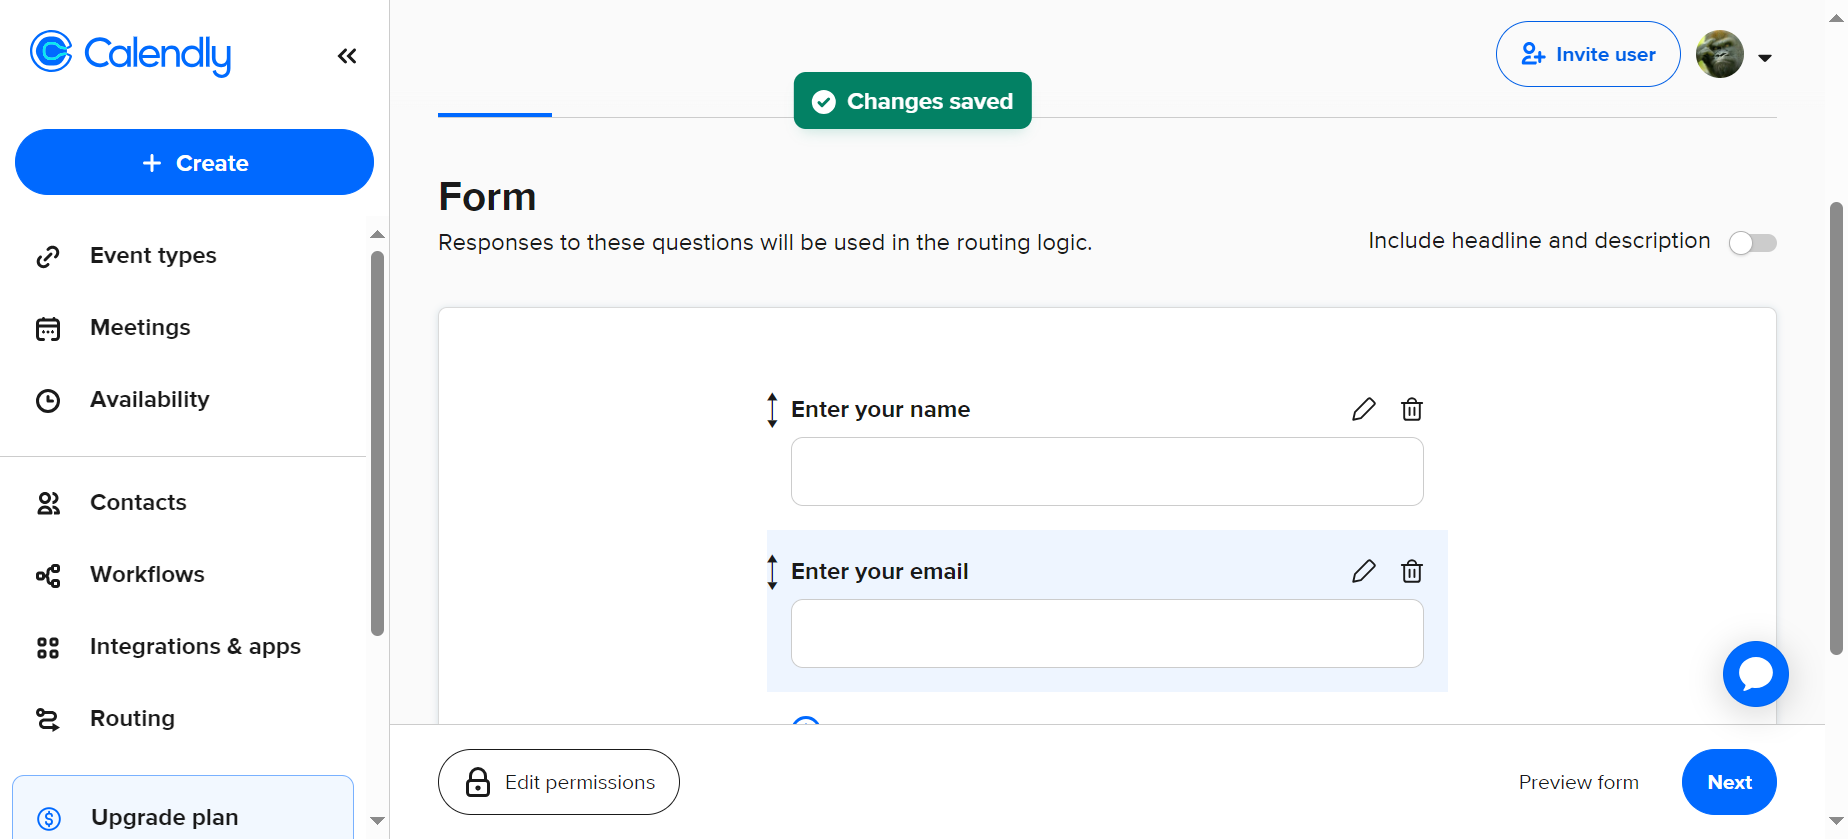 Calendly
Create
Event types
Meetings
Availability
Contacts
Workflows
Integrations & apps
Routing
Upgrade plan
Invite user
Changes saved
Form
Responses to these questions will be used in the routing logic.
Include headline and description
Enter your name
Enter your email
Edit permissions
Preview form
Next